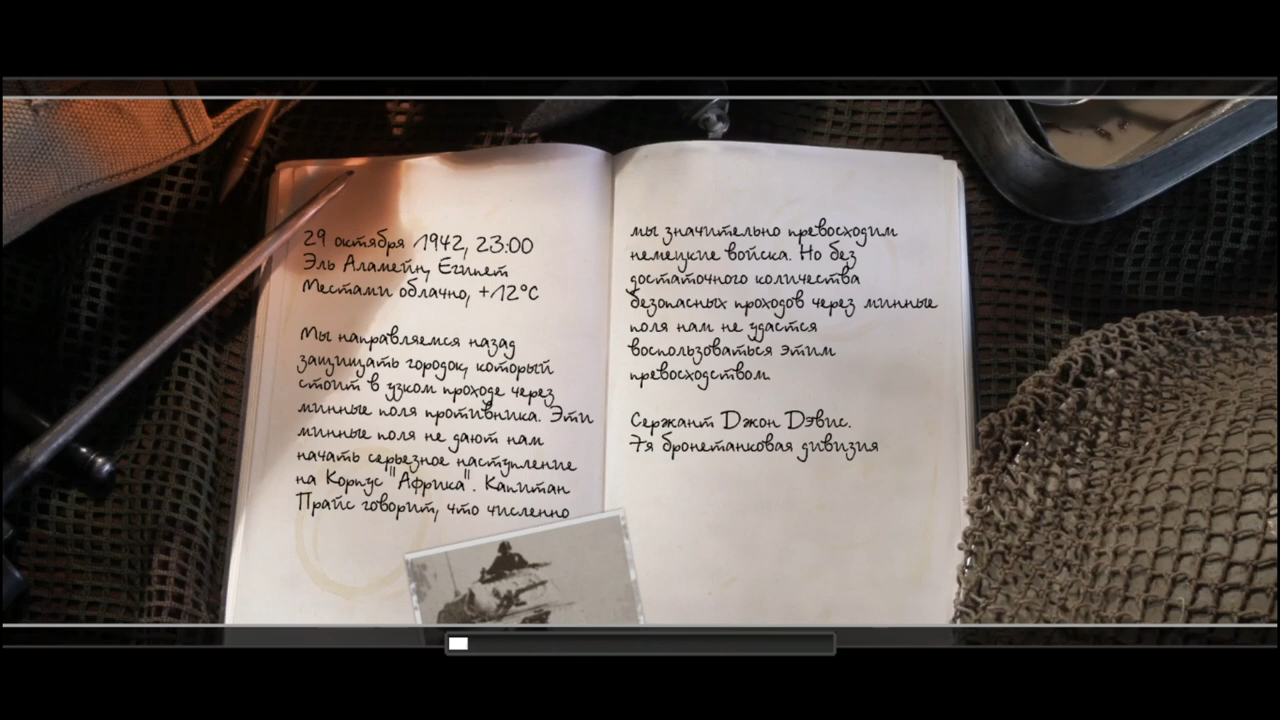 29 октября 1942, 23:00
Эль Аламейн, Египет
Местами облачно, +12°C
Мы направляемся назад
защищать городок, который
стоит в узком проходе через
минные поля противника. Эти
минные поля не дают нам
начать серьезное наступление
на Корпус "Африка". Капитан
Прайс говорит, что численно
мы значительно превосходим
немецкие войска. Но без
достаточного количества
безопасных проходов через минные
поля нам не удастся
воспользоваться этим
превосходством.
Сержант Джон Дэвис.
7я бронетанковая дивизия